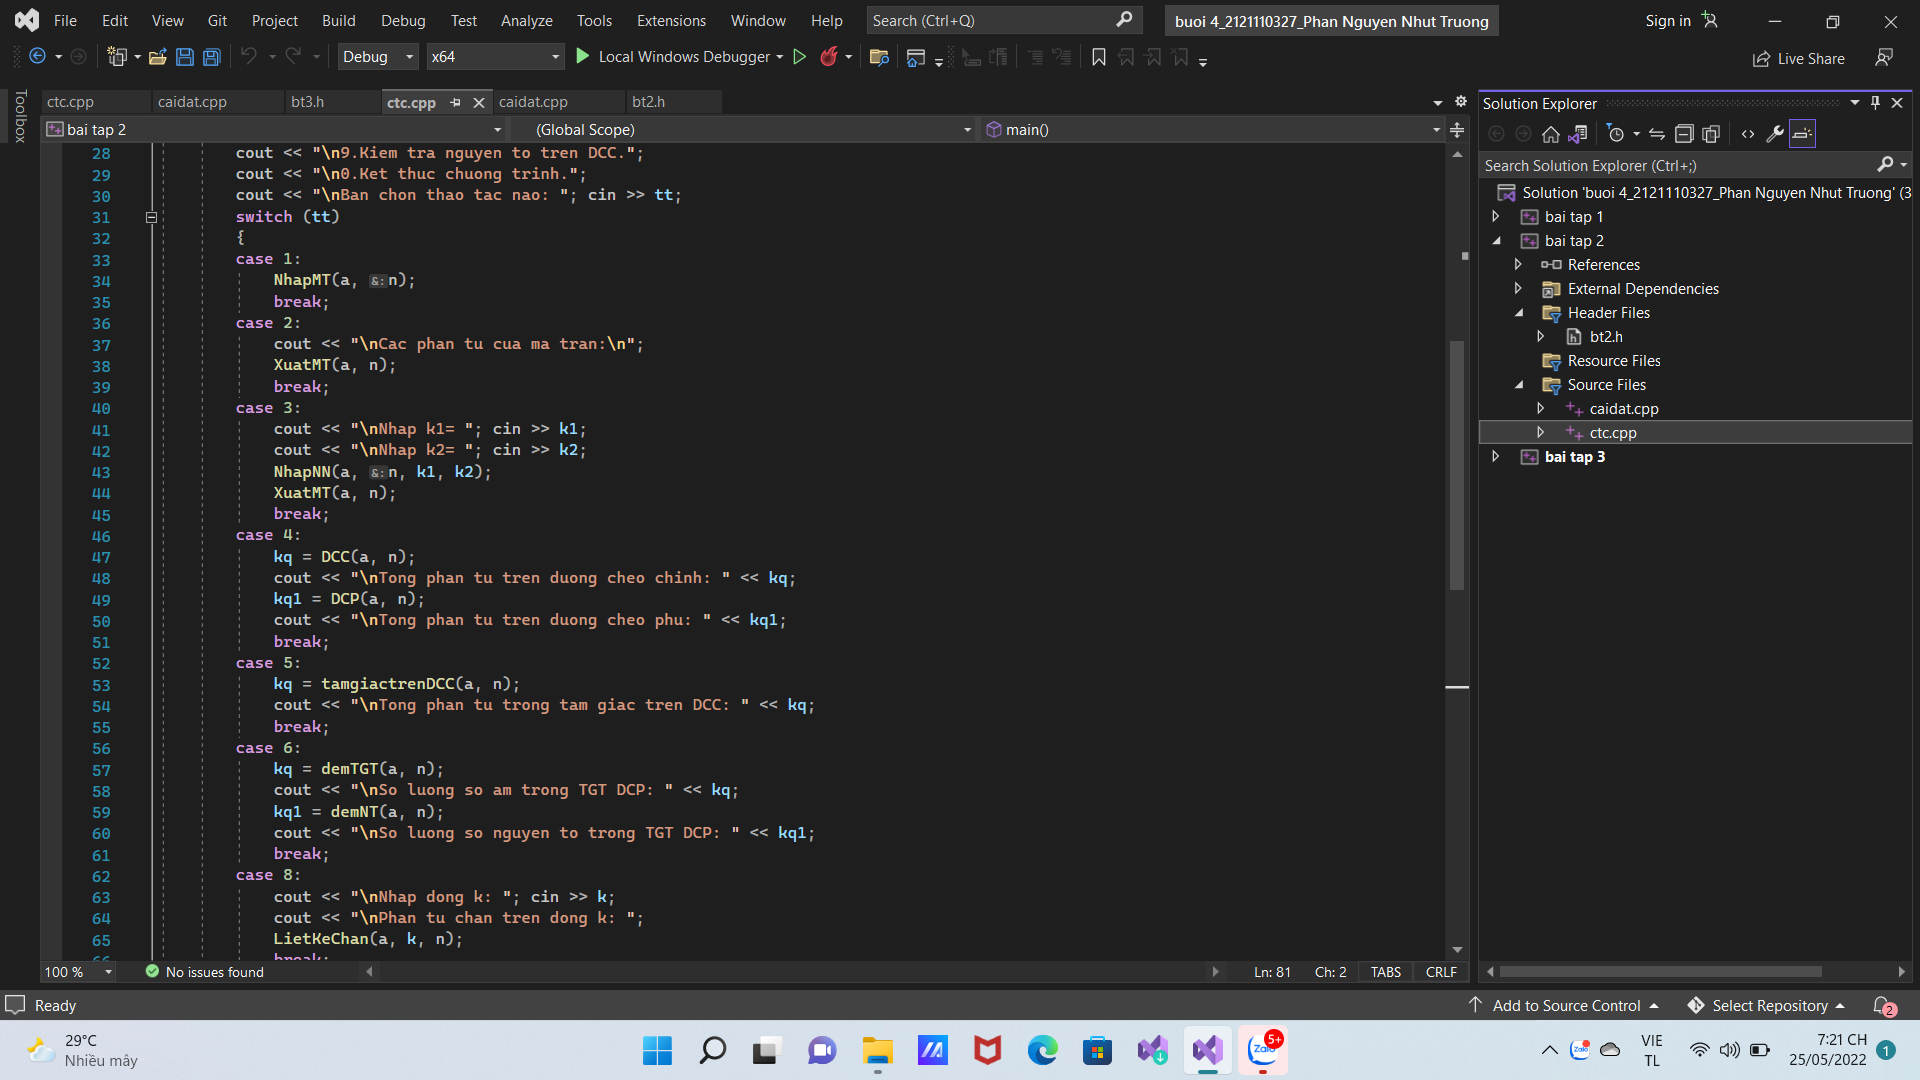 File Edit View Git Project Build Debug Test Analyze Tools Extensions Window Help Search (Ctrl+Q) buoi 4_2121110327_Phan Nguyen Nhut Truong Sign in
Debug x64 Local Windows Debugger Live Share
Toolbox
ctc.cpp caidat.cpp bt3.h ctc.cpp caidat.cpp bt2.h
bai tap 2 (Global Scope) main()
28 cout << "\n9.Kiem tra nguyen to tren DCC.";
29 cout << "\n0.Ket thuc chuong trinh.";
30 cout << "\nBan chon thao tac nao: "; cin >> tt;
31 switch (tt)
32 {
33 case 1:
34 NhapMT(a, &:n);
35 break;
36 case 2:
37 cout << "\nCac phan tu cua ma tran:\n";
38 XuatMT(a, n);
39 break;
40 case 3:
41 cout << "\nNhap k1= "; cin >> k1;
42 cout << "\nNhap k2= "; cin >> k2;
43 NhapNN(a, &:n, k1, k2);
44 XuatMT(a, n);
45 break;
46 case 4:
47 kq = DCC(a, n);
48 cout << "\nTong phan tu tren duong cheo chinh: " << kq;
49 kq1 = DCP(a, n);
50 cout << "\nTong phan tu tren duong cheo phu: " << kq1;
51 break;
52 case 5:
53 kq = tamgiactrenDCC(a, n);
54 cout << "\nTong phan tu trong tam giac tren DCC: " << kq;
55 break;
56 case 6:
57 kq = demTGT(a, n);
58 cout << "\nSo luong so am trong TGT DCP: " << kq;
59 kq1 = demNT(a, n);
60 cout << "\nSo luong so nguyen to trong TGT DCP: " << kq1;
61 break;
62 case 8:
63 cout << "\nNhap dong k: "; cin >> k;
64 cout << "\nPhan tu chan tren dong k: ";
65 LietKeChan(a, k, n);
66 break;
100 % No issues found Ln: 81 Ch: 2 TABS CRLF
Solution Explorer
Search Solution Explorer (Ctrl+;)
Solution 'buoi 4_2121110327_Phan Nguyen Nhut Truong' (3
bai tap 1
bai tap 2
References
External Dependencies
Header Files
bt2.h
Resource Files
Source Files
caidat.cpp
ctc.cpp
bai tap 3
Ready Add to Source Control Select Repository 2
29°C
Nhiều mây
Zalo 5+
Zalo
VIE
TL
7:21 CH
25/05/2022
1